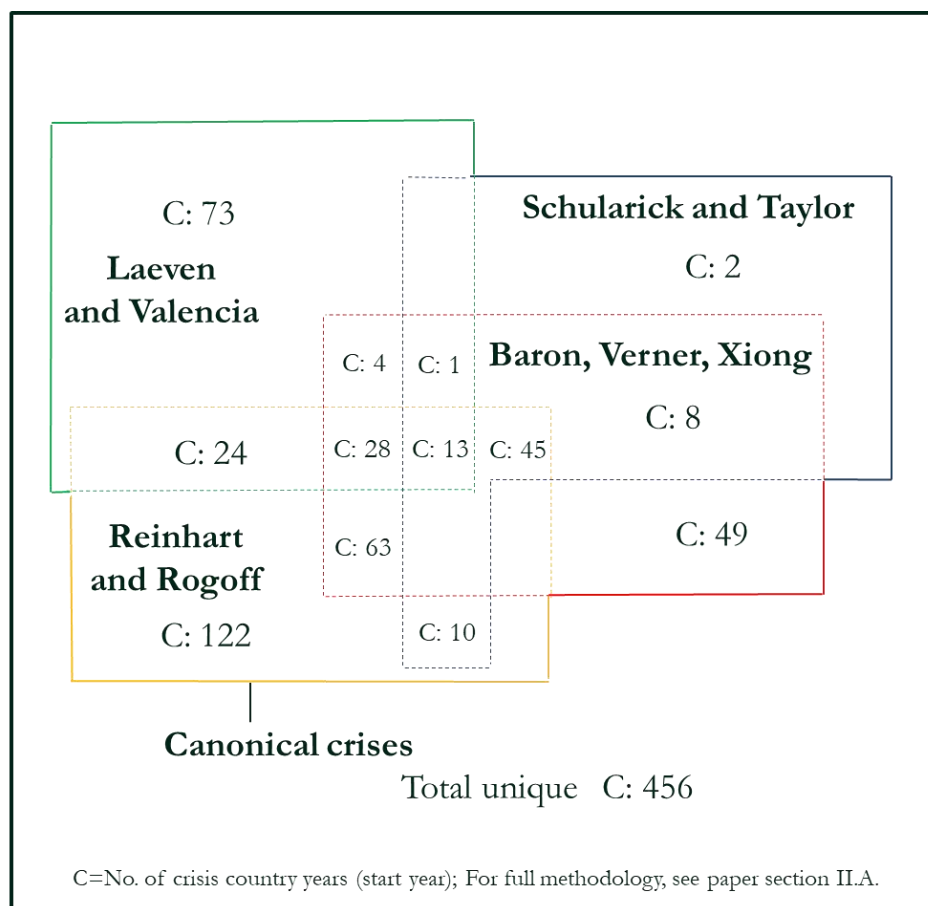 C: 73
Laeven
and Valencia
Schularick and Taylor
C: 2
C: 4
C: 1
Baron, Verner, Xiong
C: 8
C: 24
C: 28
C: 13
C: 45
Reinhart
and Rogoff
C: 63
C: 49
C: 122
C: 10
Canonical crises
Total unique C: 456
C=No. of crisis country years (start year); For full methodology, see paper section II.A.